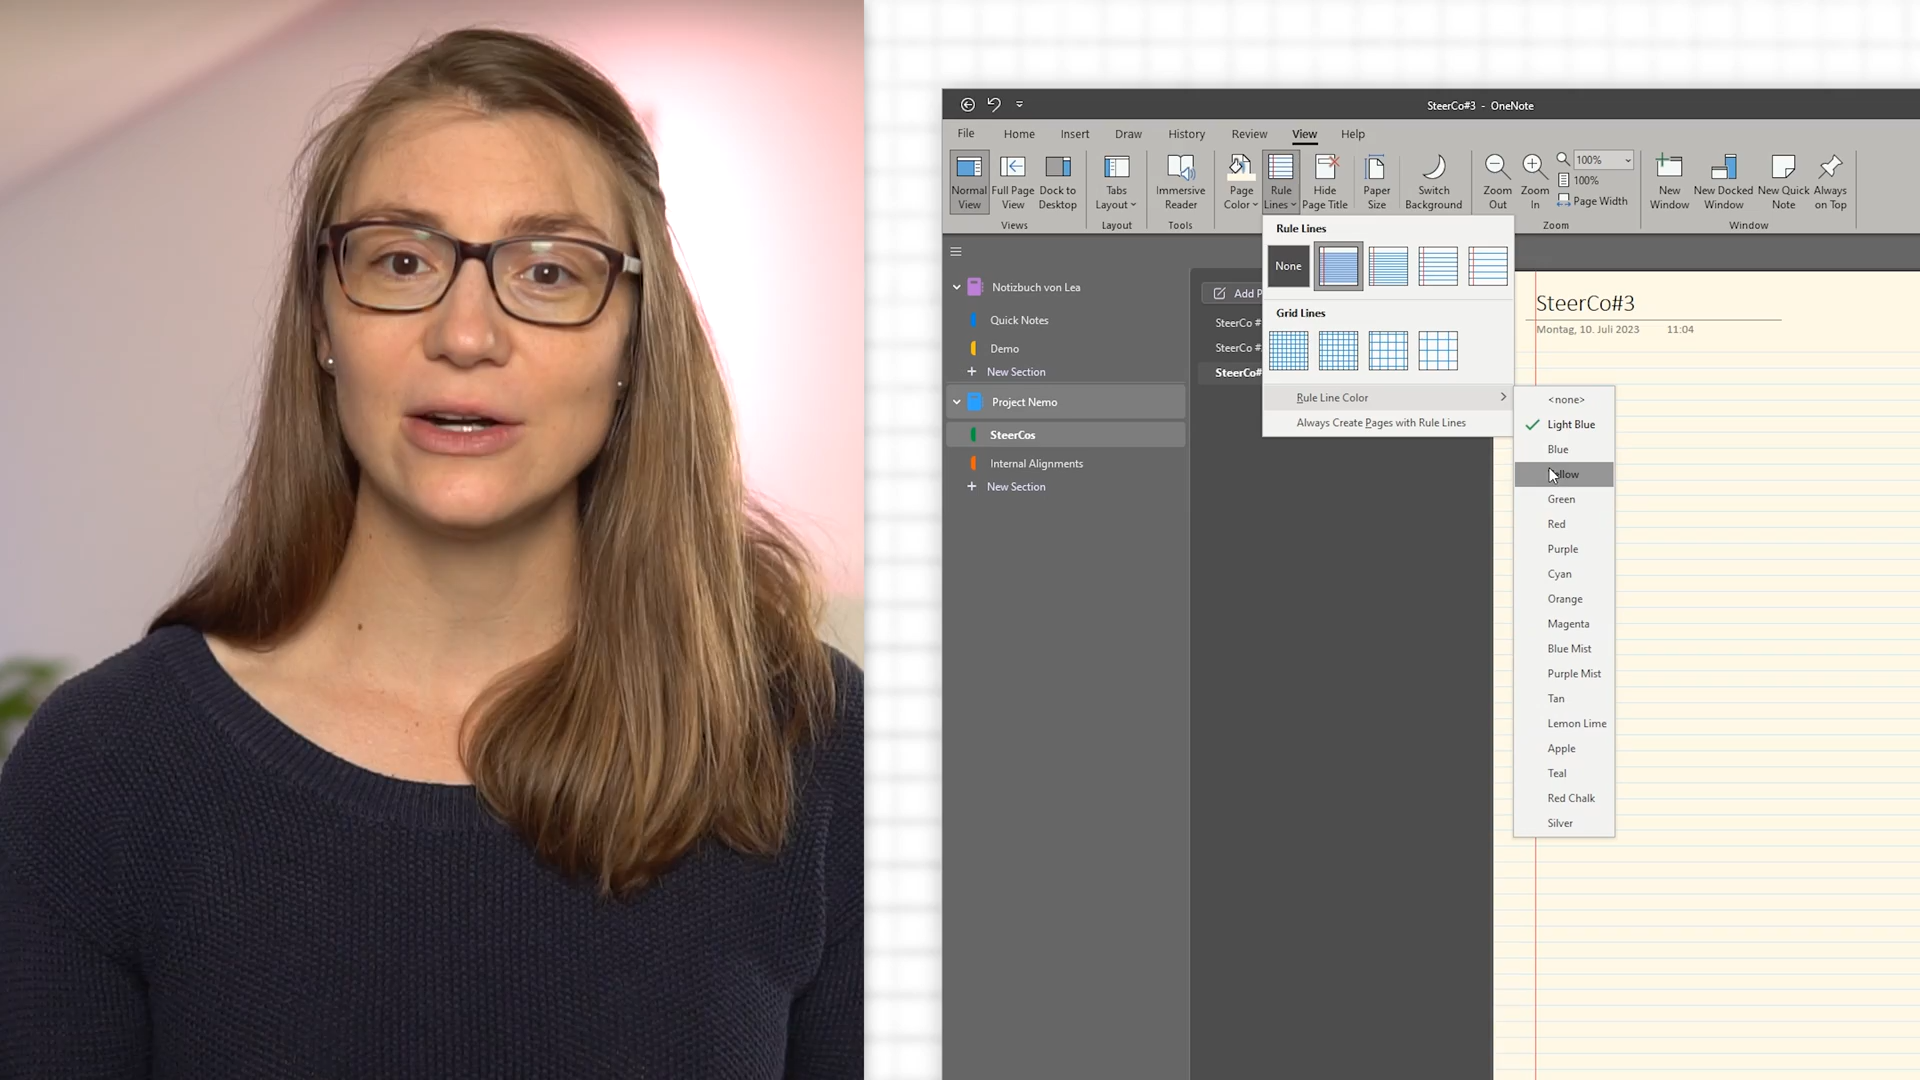 SteerCo#3 - OneNote
File Home Insert Draw History Review View Help
Normal View
Full Page View
Dock to Desktop
Views
Tabs Layout
Layout
Immersive Reader
Tools
Page Color
Rule Lines
Hide Page Title
Paper Size
Switch Background
Zoom Out
Zoom In
100%
100%
Page Width
Zoom
New Window
New Docked Window
New Quick Note
Always on Top
Window
Rule Lines
None
Grid Lines
Rule Line Color
Always Create Pages with Rule Lines
Notizbuch von Lea
Quick Notes
Demo
New Section
Project Nemo
SteerCos
Internal Alignments
New Section
Add
SteerCo #
SteerCo #
SteerCo#
SteerCo#3
Montag, 10. Juli 2023 11:04
<none>
Light Blue
Blue
Green
Red
Purple
Cyan
Orange
Magenta
Blue Mist
Purple Mist
Tan
Lemon Lime
Apple
Teal
Red Chalk
Silver